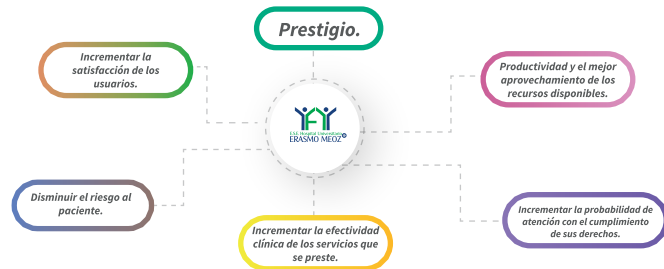 Prestigio.
Incrementar la
satisfacción de los
usuarios.
Productividad y el mejor
aprovechamiento de los
recursos disponibles.
E.S.E. Hospital Universitario
ERASMO MEOZ
Disminuir el riesgo al
paciente.
Incrementar la efectividad
clínica de los servicios que
se preste.
Incrementar la probabilidad de
atención con el cumplimiento
de sus derechos.